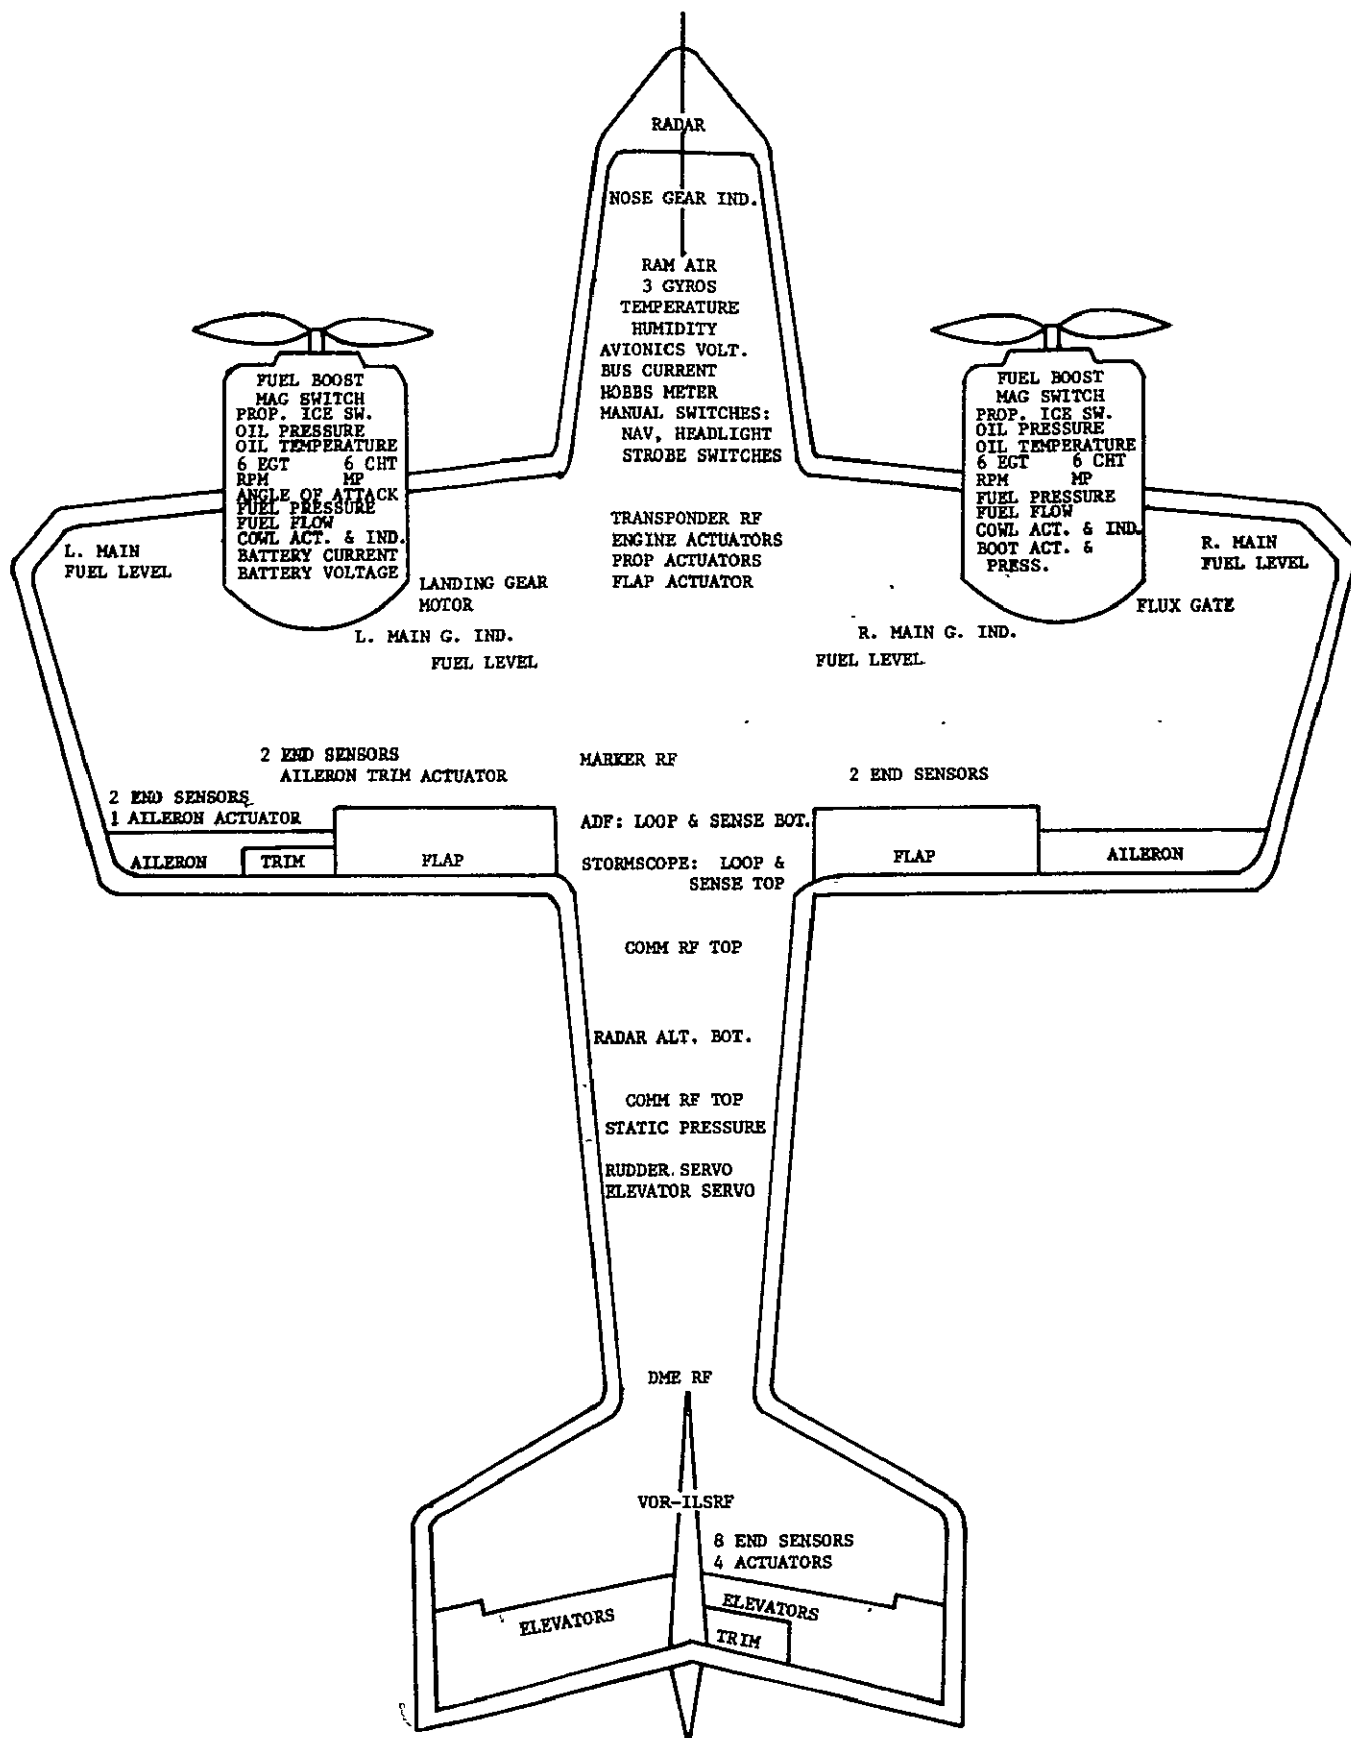 RADAR
NOSE GEAR IND.
RAM AIR
3 GYROS
TEMPERATURE
HUMIDITY
AVIONICS VOLT.
BUS CURRENT
HOBBS METER
MANUAL SWITCHES:
NAV, HEADLIGHT
STROBE SWITCHES
FUEL BOOST
MAG SWITCH
PROP. ICE SW.
OIL PRESSURE
OIL TEMPERATURE
6 EGT 6 CHT
RPM MP
ANGLE OF ATTACK
FUEL PRESSURE
FUEL FLOW
COWL ACT. & IND.
BATTERY CURRENT
BATTERY VOLTAGE
FUEL BOOST
MAG SWITCH
PROP. ICE SW.
OIL PRESSURE
OIL TEMPERATURE
6 EGT 6 CHT
RPM MP
FUEL PRESSURE
FUEL FLOW
COWL ACT. & IND.
BOOT ACT. &
PRESS.
L. MAIN
FUEL LEVEL
TRANSPONDER RF
ENGINE ACTUATORS
PROP ACTUATORS
FLAP ACTUATOR
R. MAIN
FUEL LEVEL
LANDING GEAR
MOTOR
FLUX GATE
L. MAIN G. IND.
FUEL LEVEL
R. MAIN G. IND.
FUEL LEVEL
2 END SENSORS
AILERON TRIM ACTUATOR
MARKER RF
2 END SENSORS
2 END SENSORS
1 AILERON ACTUATOR
ADF: LOOP & SENSE BOT.
AILERON
TRIM
FLAP
STORMSCOPE: LOOP &
SENSE TOP
FLAP
AILERON
COMM RF TOP
RADAR ALT. BOT.
COMM RF TOP
STATIC PRESSURE
RUDDER SERVO
ELEVATOR SERVO
DME RF
VOR-ILSRF
8 END SENSORS
4 ACTUATORS
ELEVATORS
ELEVATORS
TRIM